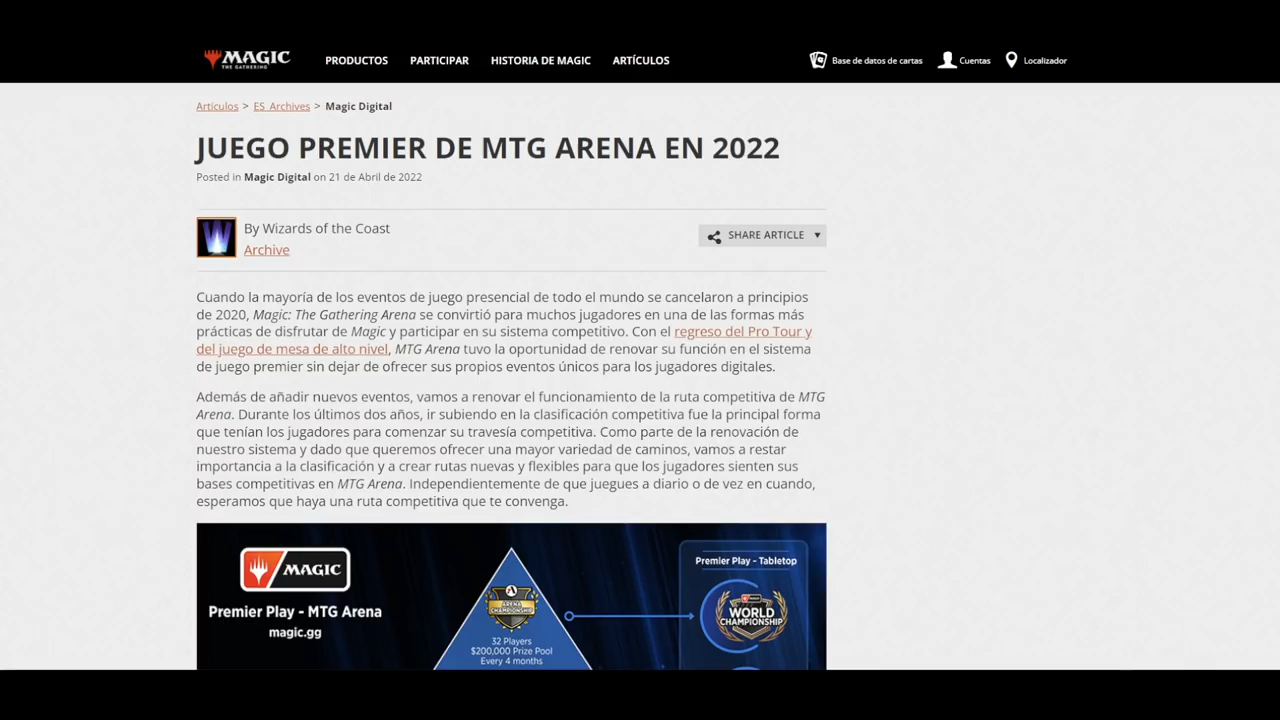 MAGIC
THE GATHERING
PRODUCTOS PARTICIPAR HISTORIA DE MAGIC ARTÍCULOS
Base de datos de cartas Cuentas Localizador
Artículos > ES_Archives > Magic Digital
JUEGO PREMIER DE MTG ARENA EN 2022
Posted in Magic Digital on 21 de Abril de 2022
By Wizards of the Coast
Archive
SHARE ARTICLE
Cuando la mayoría de los eventos de juego presencial de todo el mundo se cancelaron a principios
de 2020, Magic: The Gathering Arena se convirtió para muchos jugadores en una de las formas más
prácticas de disfrutar de Magic y participar en su sistema competitivo. Con el regreso del Pro Tour y
del juego de mesa de alto nivel, MTG Arena tuvo la oportunidad de renovar su función en el sistema
de juego premier sin dejar de ofrecer sus propios eventos únicos para los jugadores digitales.
Además de añadir nuevos eventos, vamos a renovar el funcionamiento de la ruta competitiva de MTG
Arena. Durante los últimos dos años, ir subiendo en la clasificación competitiva fue la principal forma
que tenían los jugadores para comenzar su travesía competitiva. Como parte de la renovación de
nuestro sistema y dado que queremos ofrecer una mayor variedad de caminos, vamos a restar
importancia a la clasificación y a crear rutas nuevas y flexibles para que los jugadores sienten sus
bases competitivas en MTG Arena. Independientemente de que juegues a diario o de vez en cuando,
esperamos que haya una ruta competitiva que te convenga.
MAGIC
Premier Play - MTG Arena
magic.gg
ARENA
CHAMPIONSHIP
32 Players
$200,000 Prize Pool
Every 4 months
Premier Play - Tabletop
WORLD
CHAMPIONSHIP